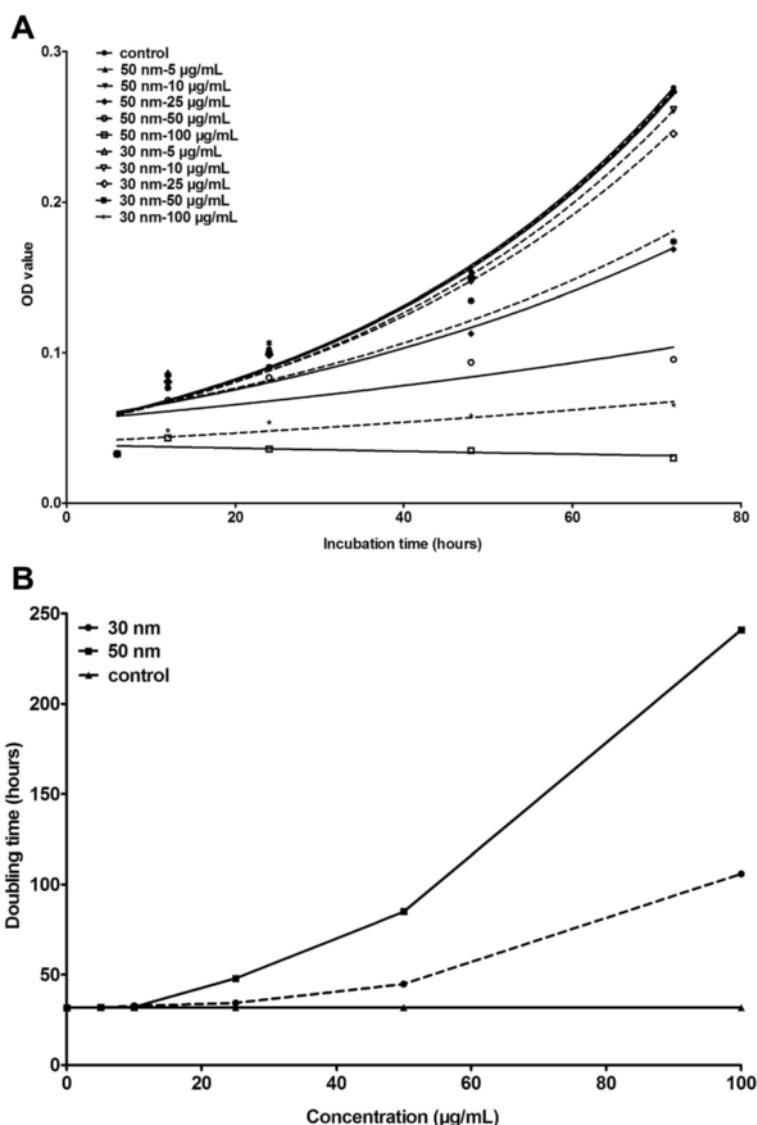 A
control
50 nm-5 µg/mL
50 nm-10 µg/mL
50 nm-25 µg/mL
50 nm-50 µg/mL
50 nm-100 µg/mL
30 nm-5 µg/mL
30 nm-10 µg/mL
30 nm-25 µg/mL
30 nm-50 µg/mL
30 nm-100 µg/mL
0.3
0.2
0.1
0.0
OD value
0 20 40 60 80
Incubation time (hours)
B
30 nm
50 nm
control
250
200
150
100
50
0
Doubling time (hours)
0 20 40 60 80 100
Concentration (µg/mL)